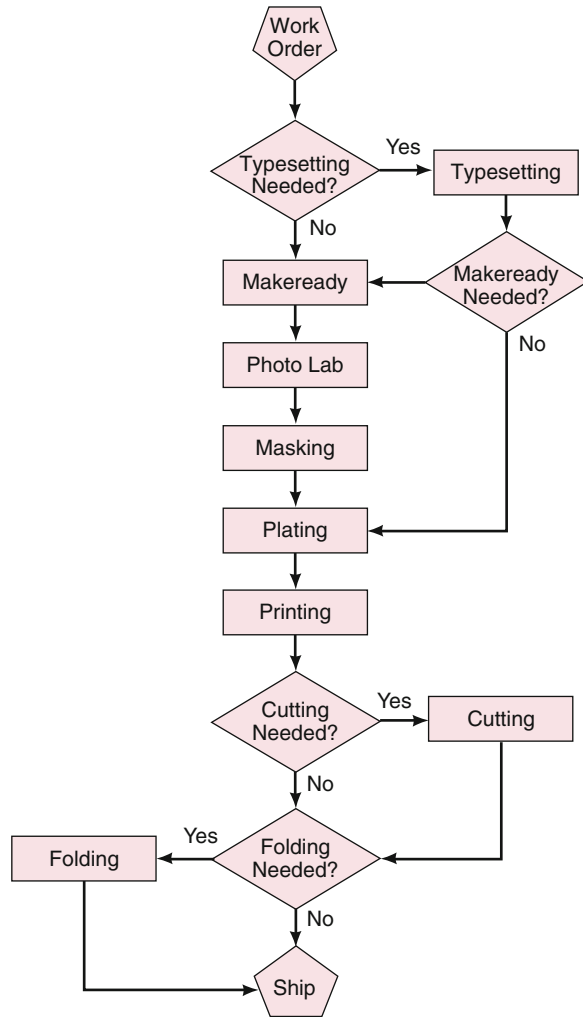 Work
Order
Typesetting
Needed?
Yes
Typesetting
No
Makeready
Makeready
Needed?
No
Photo Lab
Masking
Plating
Printing
Cutting
Needed?
Yes
Cutting
No
Folding
Yes
Folding
Needed?
No
Ship